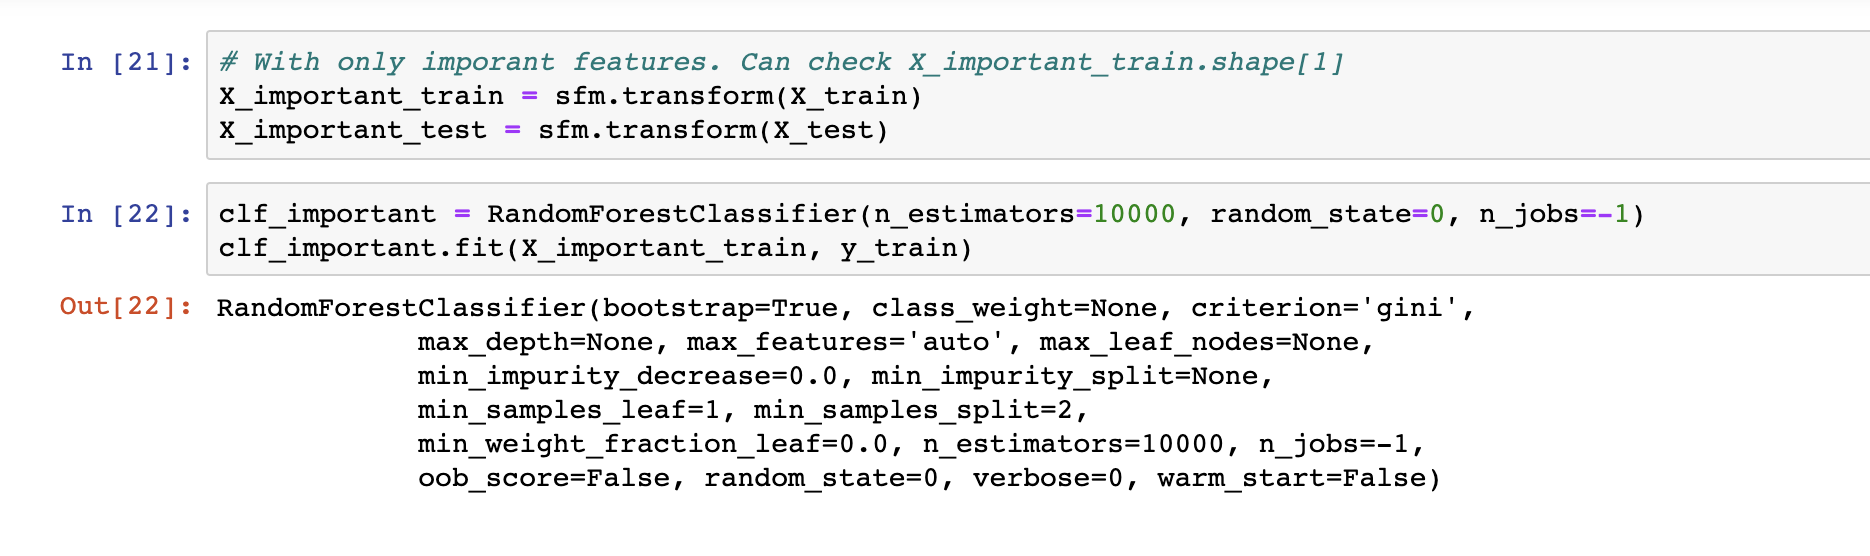 In [21]: # With only imporant features. Can check X_important_train.shape[1]
X_important_train = sfm.transform(X_train)
X_important_test = sfm.transform(X_test)
In [22]: clf_important = RandomForestClassifier(n_estimators=10000, random_state=0, n_jobs=-1)
clf_important.fit(X_important_train, y_train)
Out[22]: RandomForestClassifier(bootstrap=True, class_weight=None, criterion='gini',
max_depth=None, max_features='auto', max_leaf_nodes=None,
min_impurity_decrease=0.0, min_impurity_split=None,
min_samples_leaf=1, min_samples_split=2,
min_weight_fraction_leaf=0.0, n_estimators=10000, n_jobs=-1,
oob_score=False, random_state=0, verbose=0, warm_start=False)